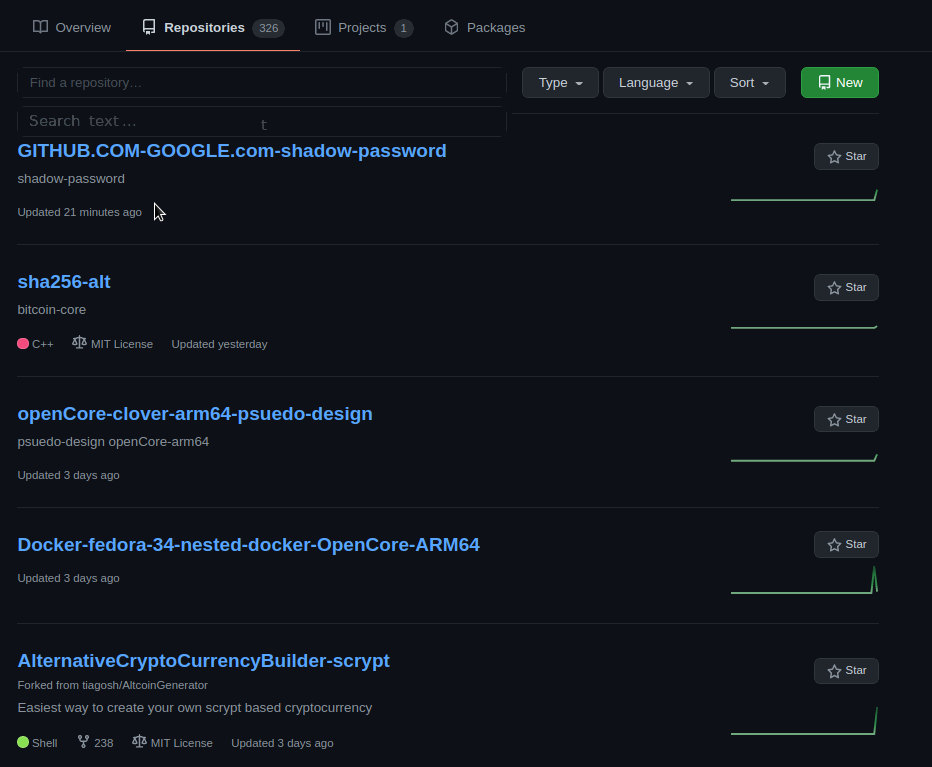 Overview Repositories 326 Projects 1 Packages
Find a repository... Type Language Sort New
Search text... t
GITHUB.COM-GOOGLE.com-shadow-password Star
shadow-password
Updated 21 minutes ago
sha256-alt Star
bitcoin-core
C++ MIT License Updated yesterday
openCore-clover-arm64-psuedo-design Star
psuedo-design openCore-arm64
Updated 3 days ago
Docker-fedora-34-nested-docker-OpenCore-ARM64 Star
Updated 3 days ago
AlternativeCryptoCurrencyBuilder-scrypt Star
Forked from tiagosh/AltcoinGenerator
Easiest way to create your own scrypt based cryptocurrency
Shell 238 MIT License Updated 3 days ago